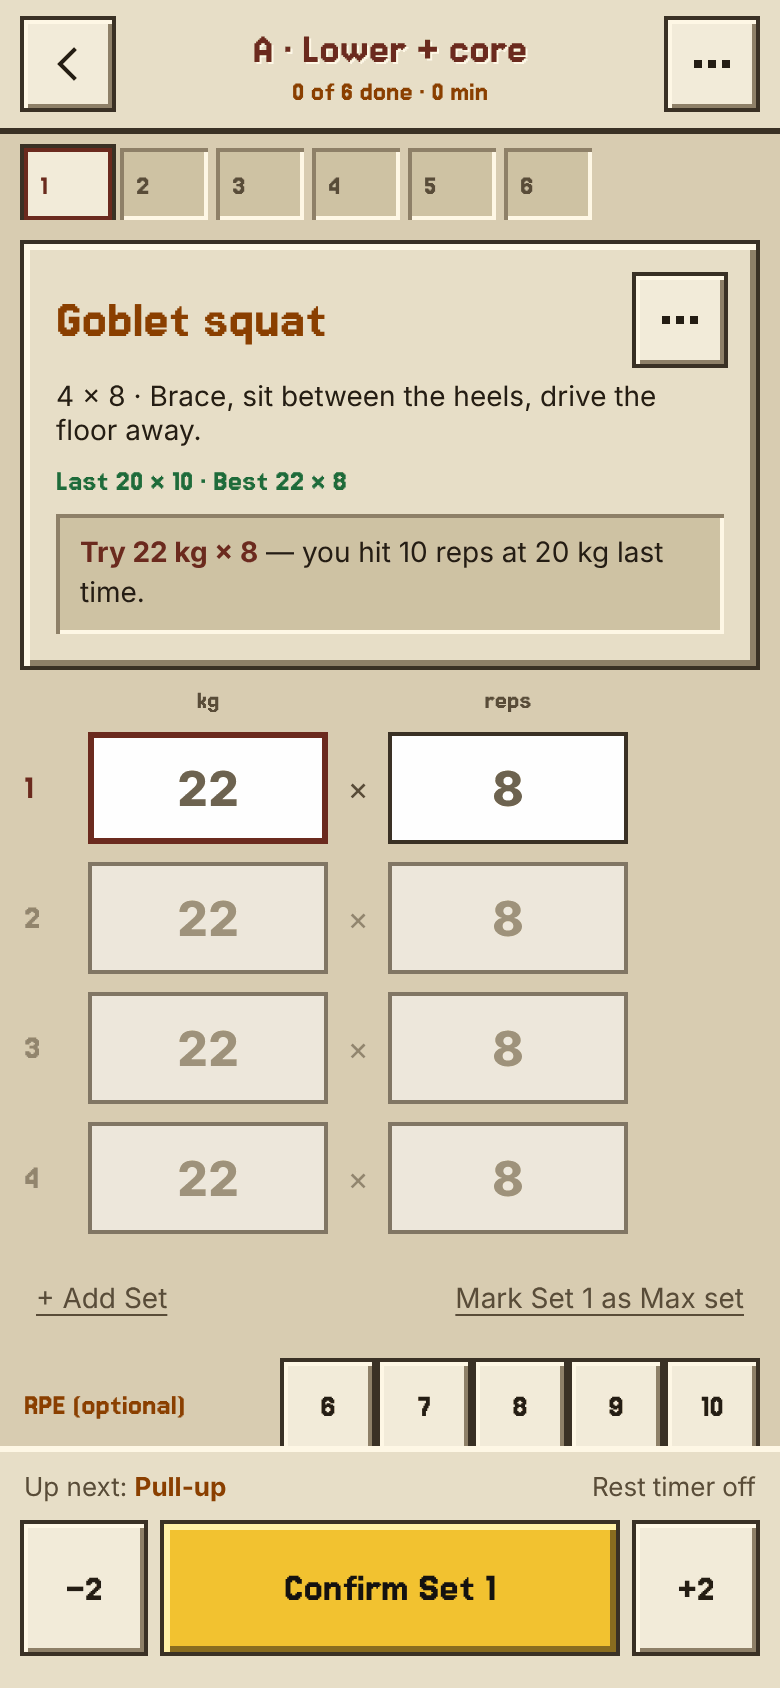 A · Lower + core
0 of 6 done · 0 min
1 2 3 4 5 6
Goblet squat
4 × 8 · Brace, sit between the heels, drive the
floor away.
Last 20 × 10 · Best 22 × 8
Try 22 kg × 8 — you hit 10 reps at 20 kg last
time.
kg reps
1 22 × 8
2 22 × 8
3 22 × 8
4 22 × 8
+ Add Set Mark Set 1 as Max set
RPE (optional) 6 7 8 9 10
Up next: Pull-up Rest timer off
−2 Confirm Set 1 +2